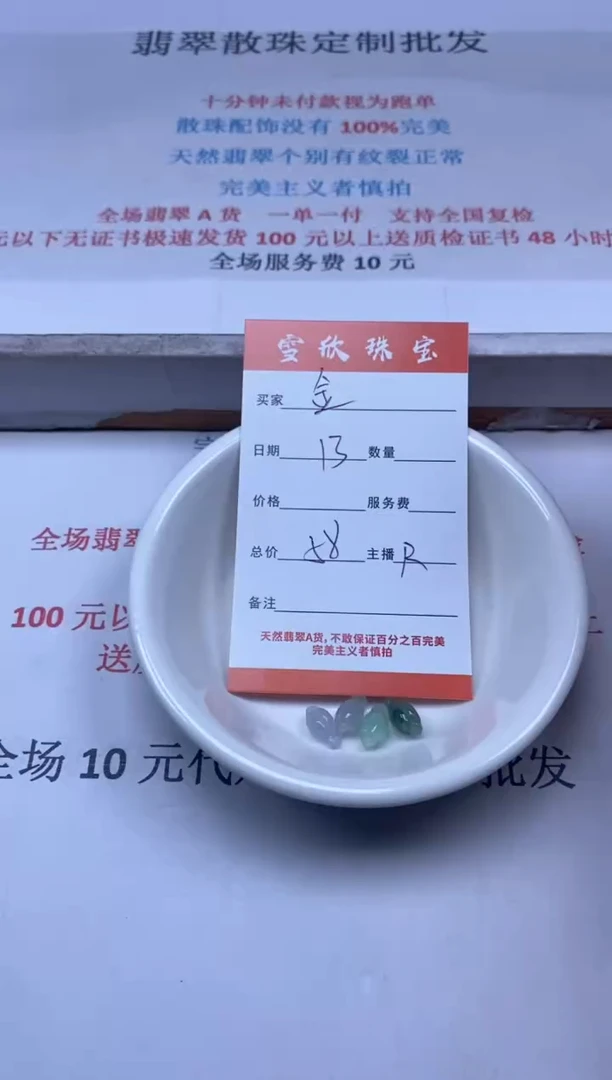 翡翠散珠定制批发
十分钟未付款视为跑单
散珠配饰没有 100%完美
天然翡翠个别有纹裂正常
完美主义者慎拍
全场翡翠 A 货 一单一付 支持全国复检
元以下无证书极速发货 100 元以上送质检证书 48 小时
全场服务费 10 元
雪欣珠宝
买家 金
日期 13 数量
价格 服务费
总价 58 主播 R
备注
天然翡翠A货,不敢保证百分之百完美
完美主义者慎拍
全场翡翠
100 元以
上
送
全场 10 元代 批发